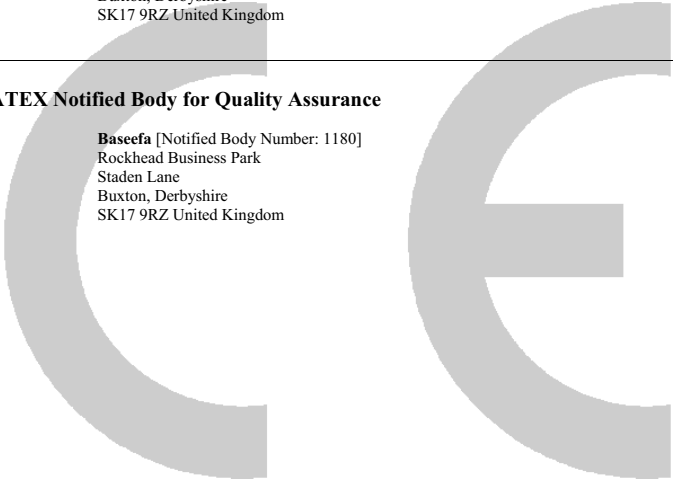 SK17 9RZ United Kingdom
ATEX Notified Body for Quality Assurance
Baseefa [Notified Body Number: 1180]
Rockhead Business Park
Staden Lane
Buxton, Derbyshire
SK17 9RZ United Kingdom